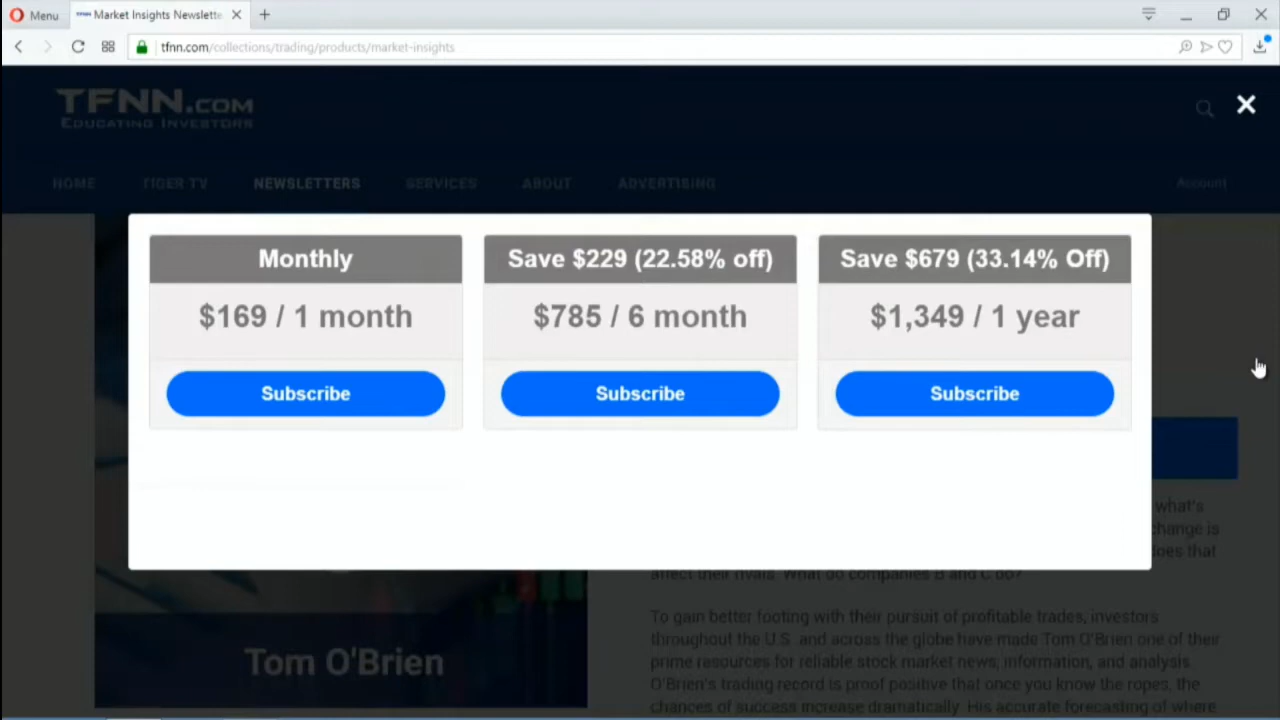 Menu
TFNN Market Insights Newslette
tfnn.com/collections/trading/products/market-insights
TFNN.COM
EDUCATING INVESTORS
HOME TIGER TV NEWSLETTERS SERVICES ABOUT ADVERTISING Account
Monthly
$169 / 1 month
Subscribe
Save $229 (22.58% off)
$785 / 6 month
Subscribe
Save $679 (33.14% Off)
$1,349 / 1 year
Subscribe
what's
change is
does that
affect their rivals. What do companies B and C do?
To gain better footing with their pursuit of profitable trades, investors
throughout the U.S. and across the globe have made Tom O'Brien one of their
prime resources for reliable stock market news, information, and analysis.
O'Brien's trading record is proof positive that once you know the ropes, the
chances of success increase dramatically. His accurate forecasting of where
Tom O'Brien